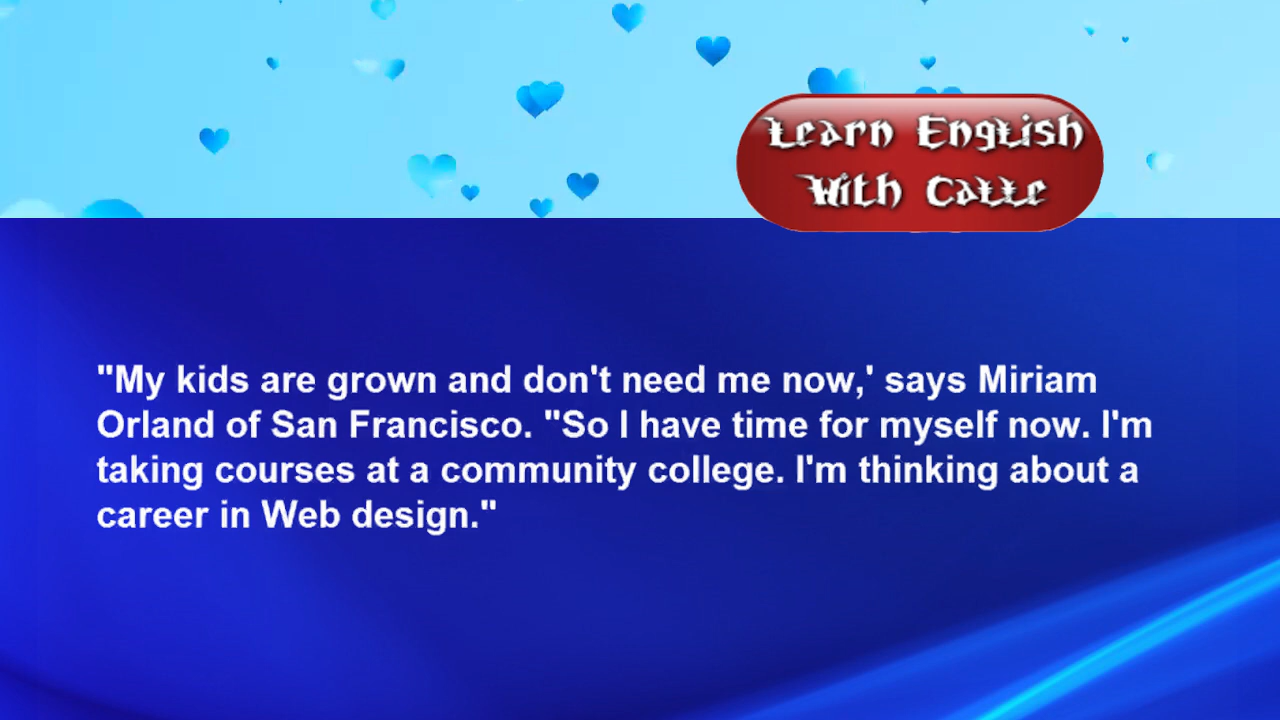 Learn English
With Catte
"My kids are grown and don't need me now,' says Miriam
Orland of San Francisco. "So I have time for myself now. I'm
taking courses at a community college. I'm thinking about a
career in Web design."